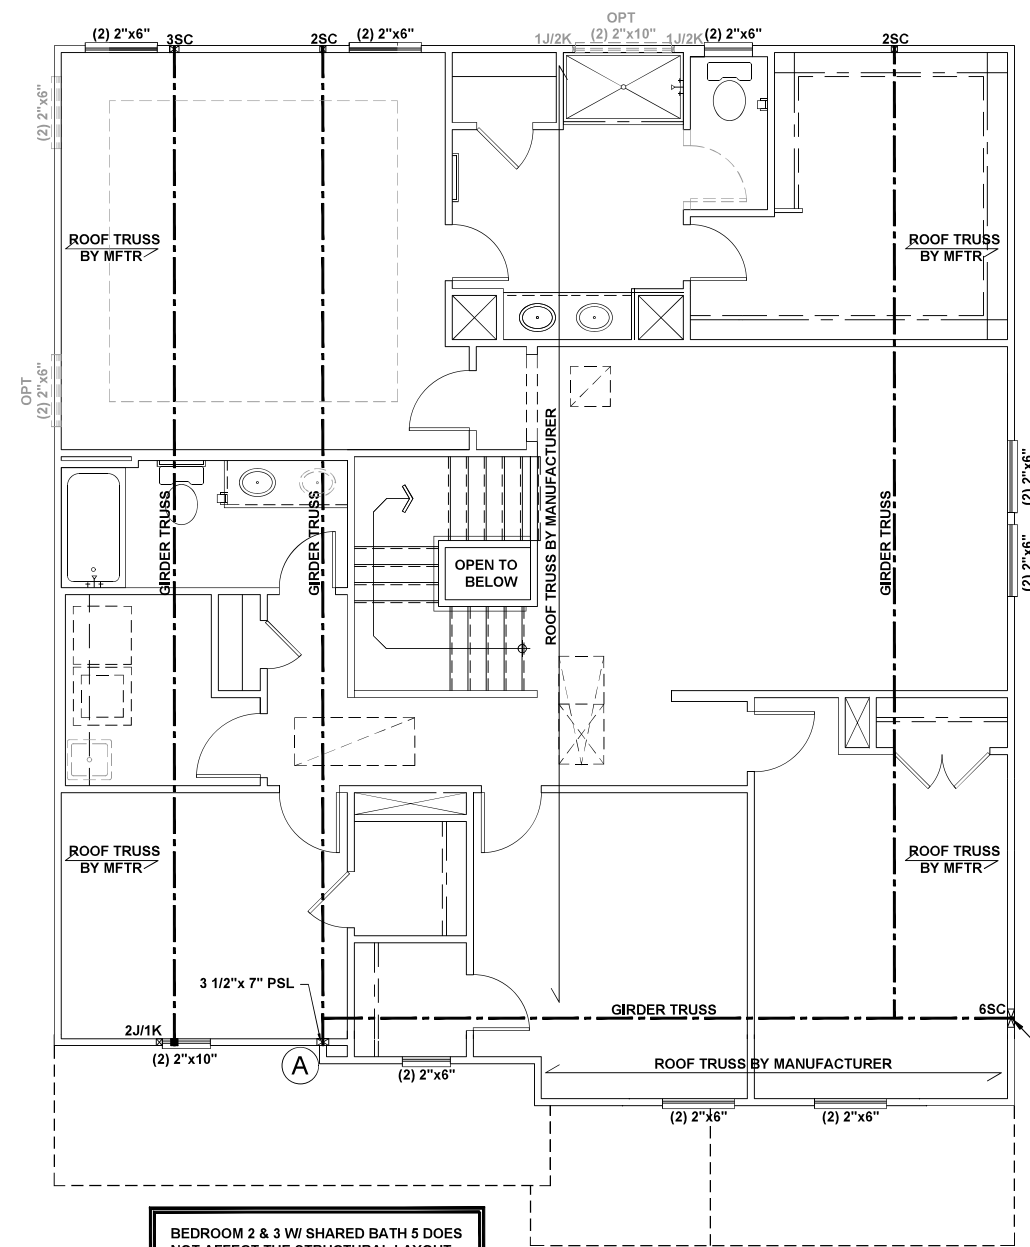 OPT
(2) 2"x6"
3SC
2SC
(2) 2"x6"
1J/2K
(2) 2"x10"
1J/2K
(2) 2"x6"
2SC
(2) 2"x6"
ROOF TRUSS
BY MFTR
ROOF TRUSS
BY MFTR
OPT
(2) 2"x6"
GIRDER TRUSS
GIRDER TRUSS
OPEN TO
BELOW
ROOF TRUSS BY MANUFACTURER
GIRDER TRUSS
(2) 2"x6"
(2) 2"x6"
ROOF TRUSS
BY MFTR
ROOF TRUSS
BY MFTR
3 1/2"x 7" PSL
2J/1K
GIRDER TRUSS
6SC
(2) 2"x10"
A
(2) 2"x6"
ROOF TRUSS BY MANUFACTURER
(2) 2"x6"
(2) 2"x6"
BEDROOM 2 & 3 W/ SHARED BATH 5 DOES
NOT AFFECT THE STRUCTURAL LAYOUT